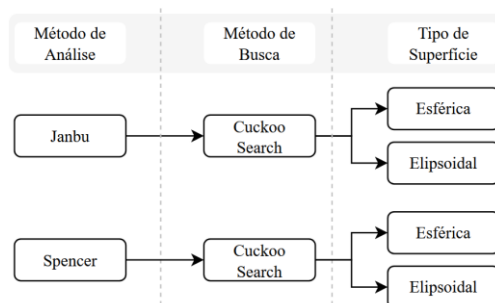 Método de
Análise
Método de
Busca
Tipo de
Superfície
Janbu
Cuckoo
Search
Esférica
Elipsoidal
Spencer
Cuckoo
Search
Esférica
Elipsoidal